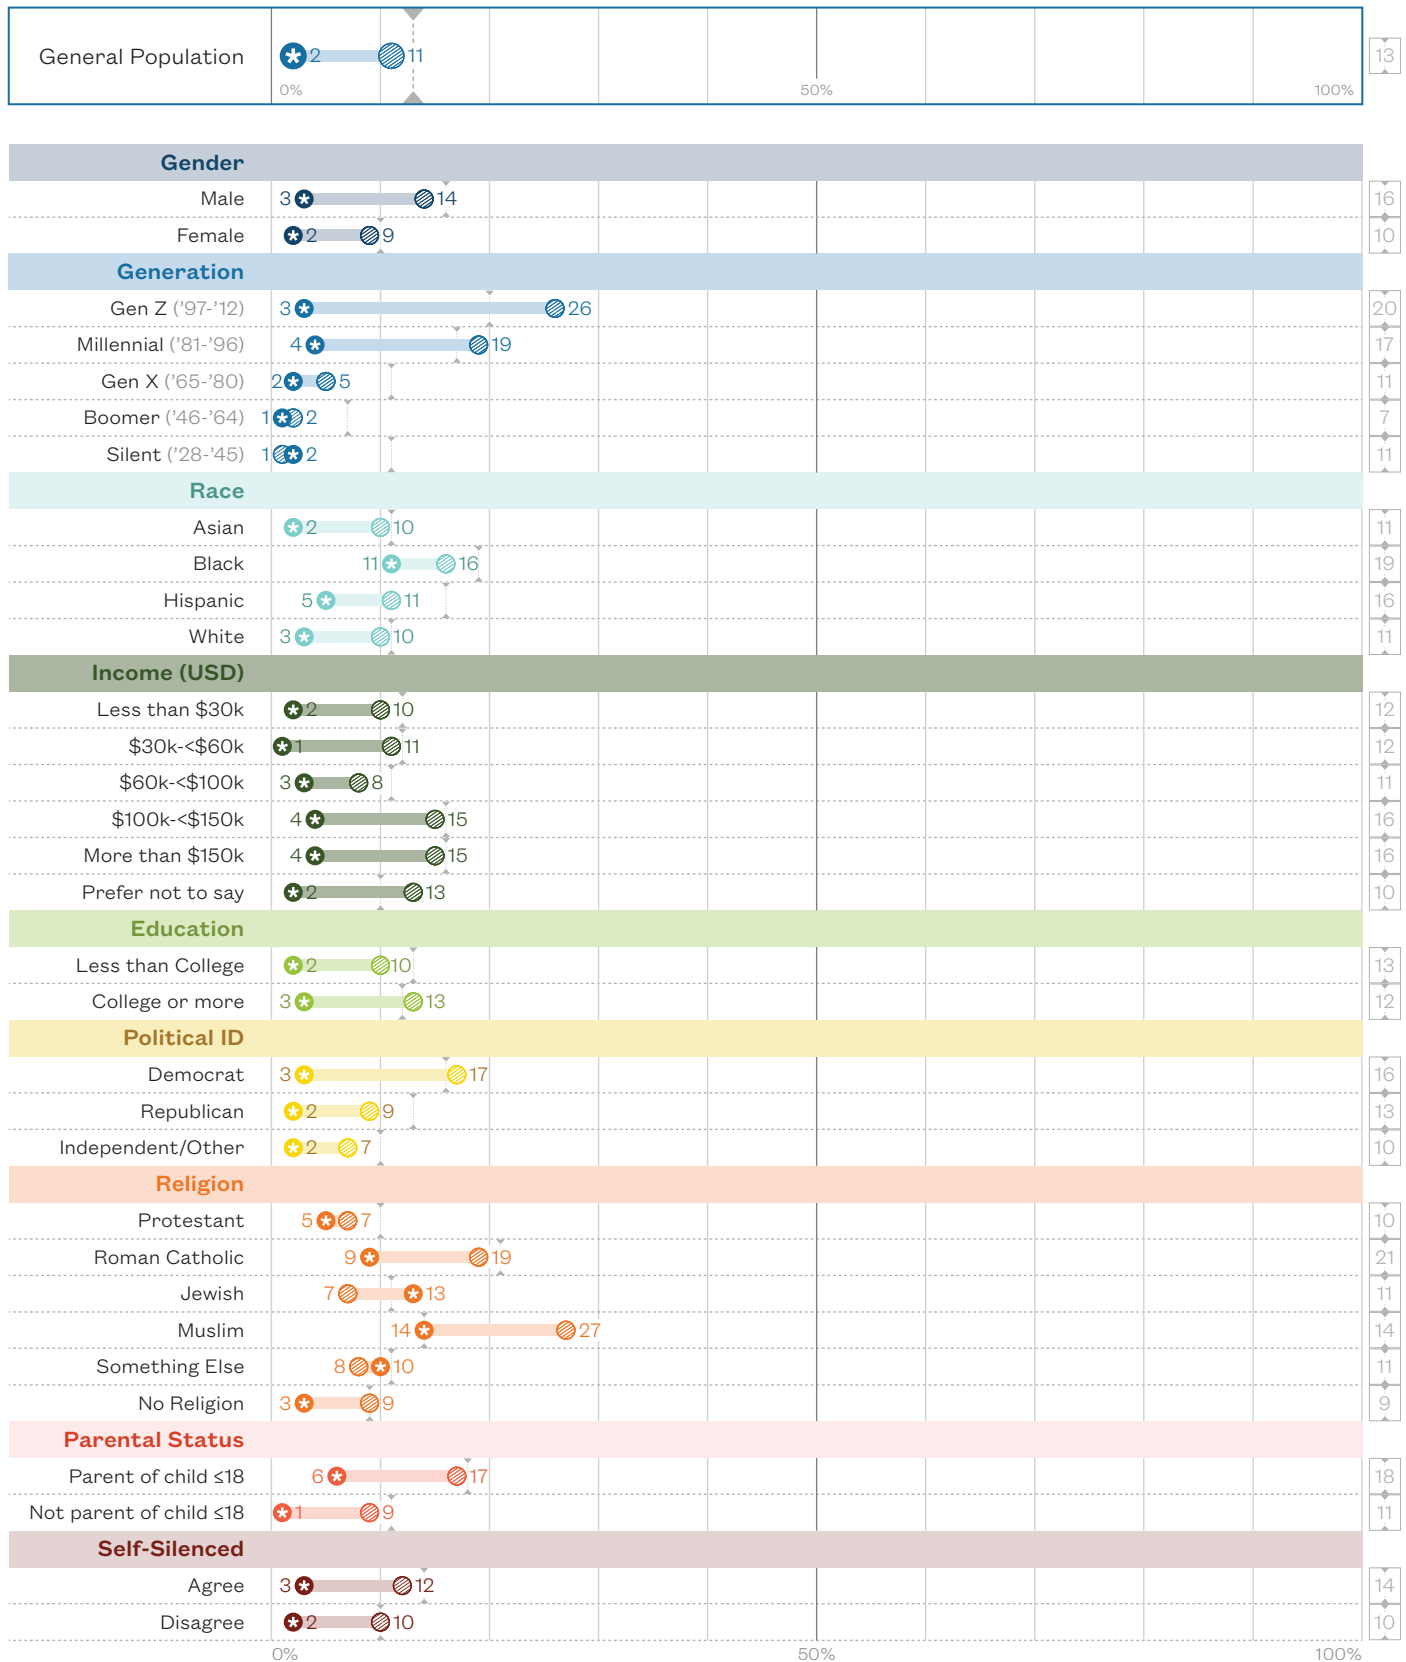 General Population 2 11 13
0% 50% 100%
Gender
Male 3 14 16
Female 2 9 10
Generation
Gen Z ('97-'12) 3 26 20
Millennial ('81-'96) 4 19 17
Gen X ('65-'80) 2 5 11
Boomer ('46-'64) 1 2 7
Silent ('28-'45) 1 2 11
Race
Asian 2 10 11
Black 11 16 19
Hispanic 5 11 16
White 3 10 11
Income (USD)
Less than $30k 2 10 12
$30k-<$60k 1 11 12
$60k-<$100k 3 8 11
$100k-<$150k 4 15 16
More than $150k 4 15 16
Prefer not to say 2 13 10
Education
Less than College 2 10 13
College or more 3 13 12
Political ID
Democrat 3 17 16
Republican 2 9 13
Independent/Other 2 7 10
Religion
Protestant 5 7 10
Roman Catholic 9 19 21
Jewish 7 13 11
Muslim 14 27 14
Something Else 8 10 11
No Religion 3 9 9
Parental Status
Parent of child ≤18 6 17 18
Not parent of child ≤18 1 9 11
Self-Silenced
Agree 3 12 14
Disagree 2 10 10
0% 50% 100%